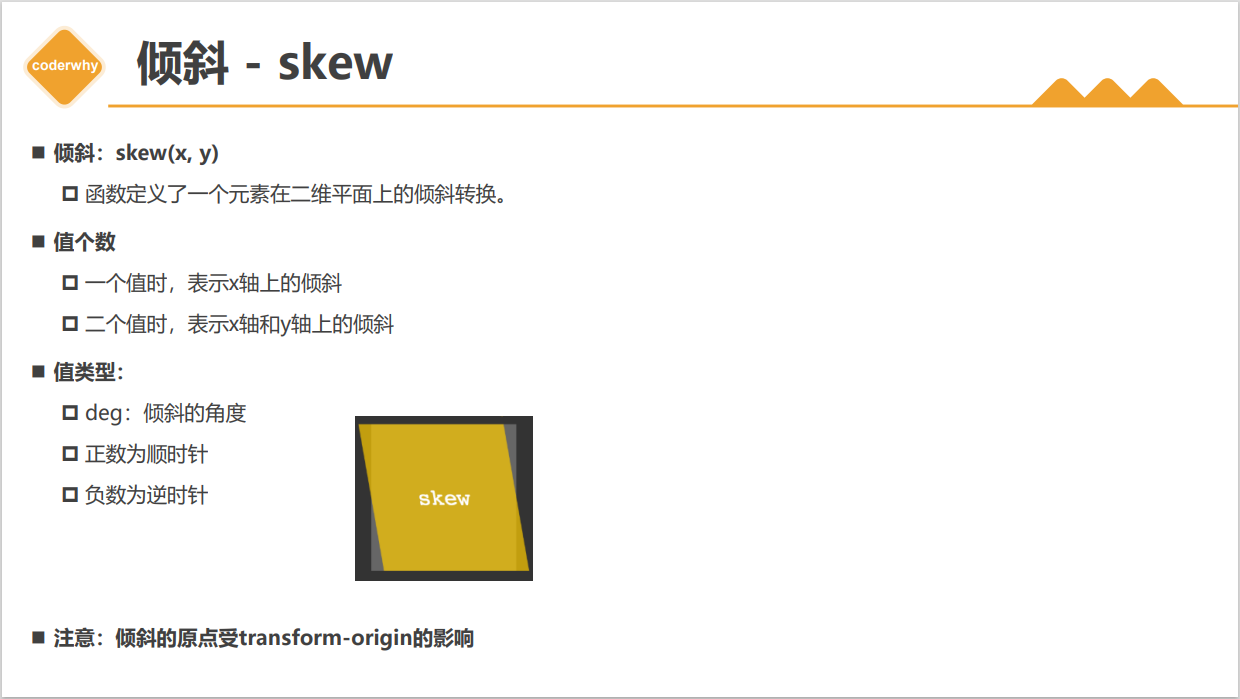 coderwhy
倾斜 - skew
倾斜：skew(x, y)
函数定义了一个元素在二维平面上的倾斜转换。
值个数
一个值时，表示x轴上的倾斜
二个值时，表示x轴和y轴上的倾斜
值类型：
deg：倾斜的角度
正数为顺时针
负数为逆时针
skew
注意：倾斜的原点受transform-origin的影响